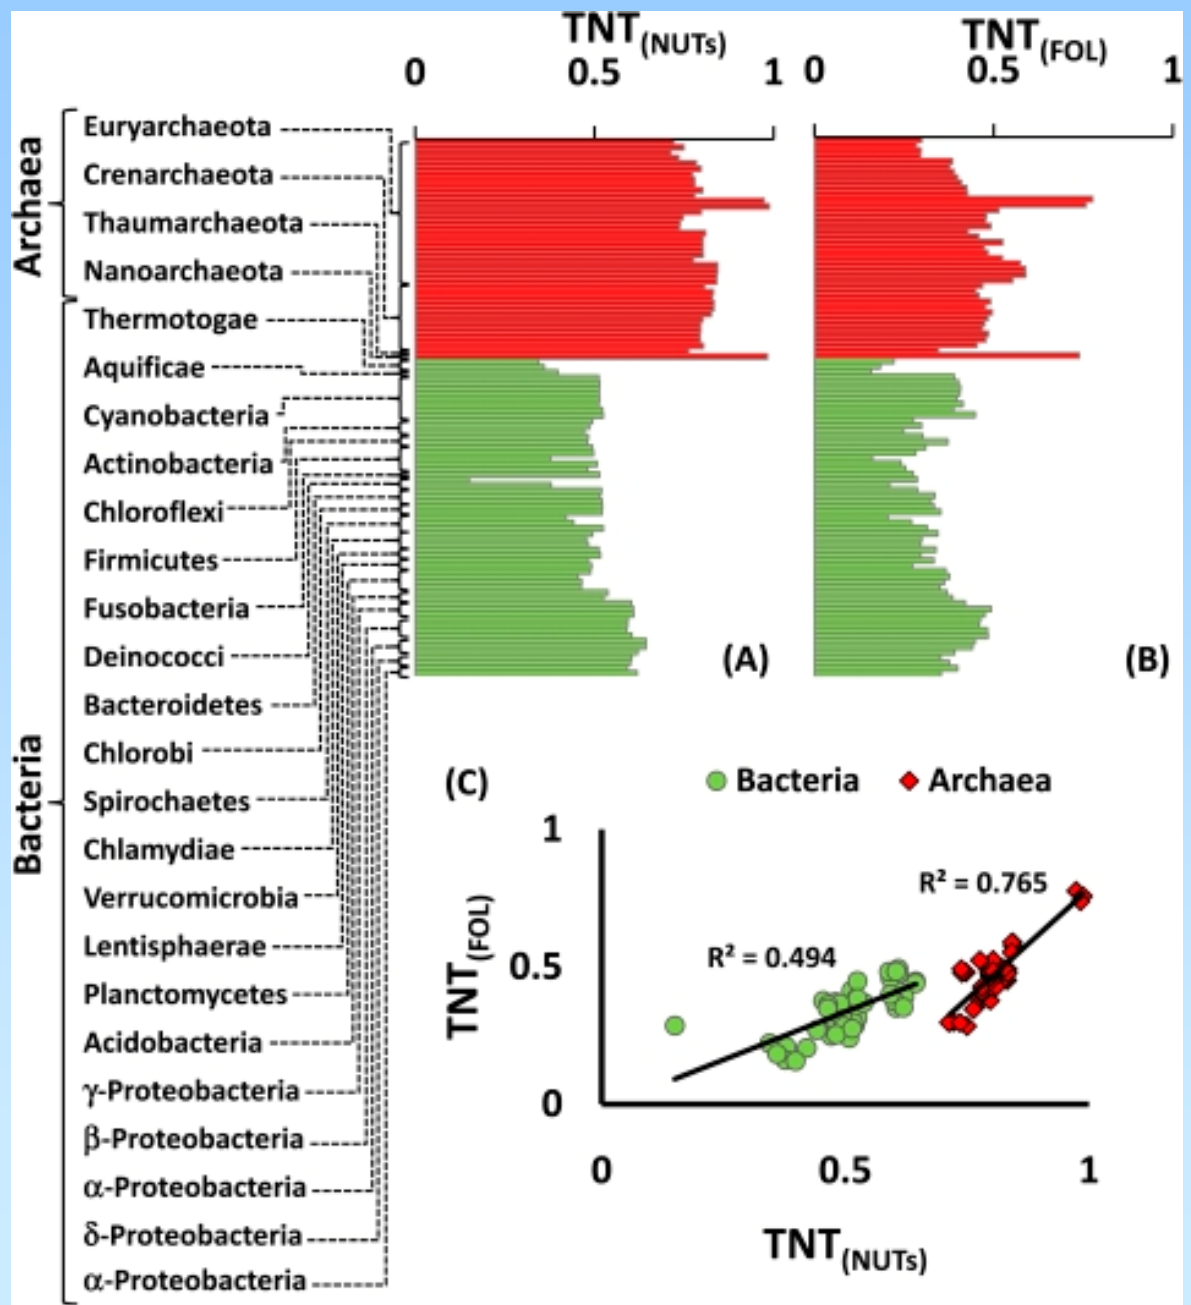 TNT(NUTs)
0 0.5 1
TNT(FOL)
0 0.5 1
Archaea
Euryarchaeota
Crenarchaeota
Thaumarchaeota
Nanoarchaeota
Bacteria
Thermotogae
Aquificae
Cyanobacteria
Actinobacteria
Chloroflexi
Firmicutes
Fusobacteria
Deinococci
Bacteroidetes
Chlorobi
Spirochaetes
Chlamydiae
Verrucomicrobia
Lentisphaerae
Planctomycetes
Acidobacteria
γ-Proteobacteria
β-Proteobacteria
α-Proteobacteria
δ-Proteobacteria
α-Proteobacteria
(A)
(B)
(C)
Bacteria Archaea
1
0.5
0
TNT(FOL)
R² = 0.494
R² = 0.765
0 0.5 1
TNT(NUTs)